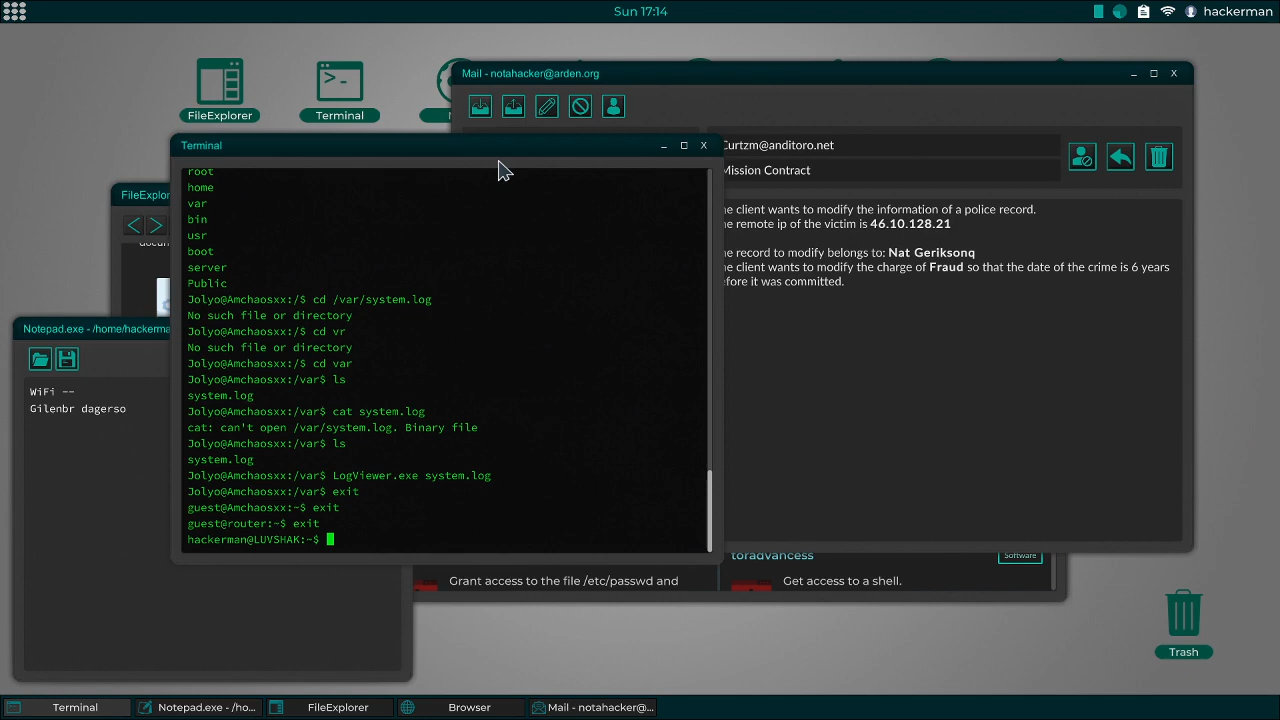 Sun 17:14
hackerman
FileExplorer
Terminal
Mail - notahacker@arden.org
Curtzm@anditoro.net
Mission Contract
e client wants to modify the information of a police record.
e remote ip of the victim is 46.10.128.21
e record to modify belongs to: Nat Geriksonq
e client wants to modify the charge of Fraud so that the date of the crime is 6 years
fore it was committed.
Terminal
root
home
var
bin
usr
boot
server
Public
Jolyo@Amchaosxx:/$ cd /var/system.log
No such file or directory
Jolyo@Amchaosxx:/$ cd vr
No such file or directory
Jolyo@Amchaosxx:/$ cd var
Jolyo@Amchaosxx:/var$ ls
system.log
Jolyo@Amchaosxx:/var$ cat system.log
cat: can't open /var/system.log. Binary file
Jolyo@Amchaosxx:/var$ ls
system.log
Jolyo@Amchaosxx:/var$ LogViewer.exe system.log
Jolyo@Amchaosxx:/var$ exit
guest@Amchaosxx:~$ exit
guest@router:~$ exit
hackerman@LUVSHAK:~$
FileExplor
Notepad.exe - /home/hackerma
WiFi --
Gilenbr dagerso
toradvancess
Software
Grant access to the file /etc/passwd and
Get access to a shell.
Trash
Terminal
Notepad.exe - /ho...
FileExplorer
Browser
Mail - notahacker@...